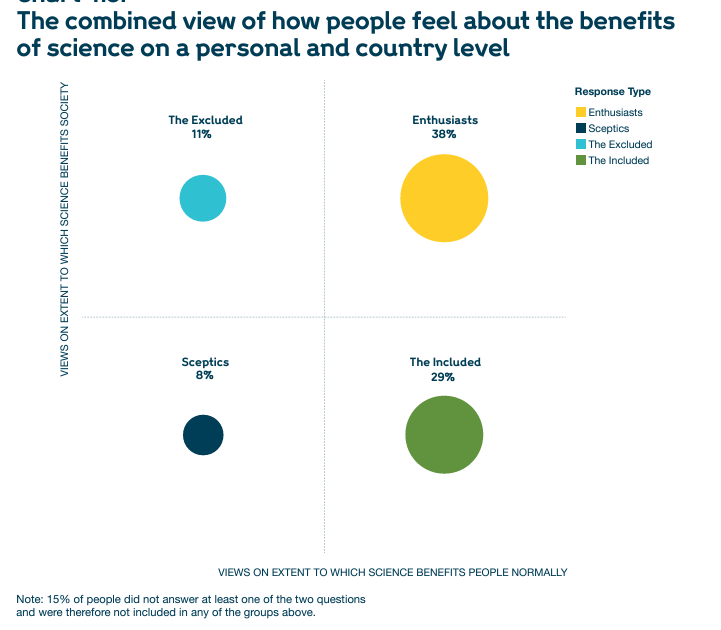 The combined view of how people feel about the benefits
of science on a personal and country level
VIEWS ON EXTENT TO WHICH SCIENCE BENEFITS SOCIETY
The Excluded
11%
Enthusiasts
38%
Response Type
Enthusiasts
Sceptics
The Excluded
The Included
Sceptics
8%
The Included
29%
VIEWS ON EXTENT TO WHICH SCIENCE BENEFITS PEOPLE NORMALLY
Note: 15% of people did not answer at least one of the two questions
and were therefore not included in any of the groups above.